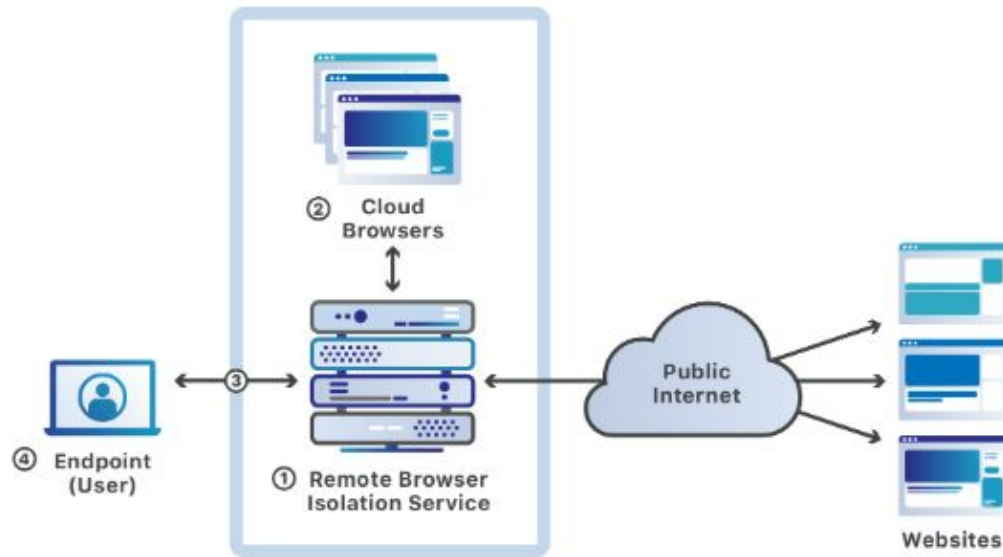 ② Cloud
Browsers
Public
Internet
③
④ Endpoint
(User)
① Remote Browser
Isolation Service
Websites